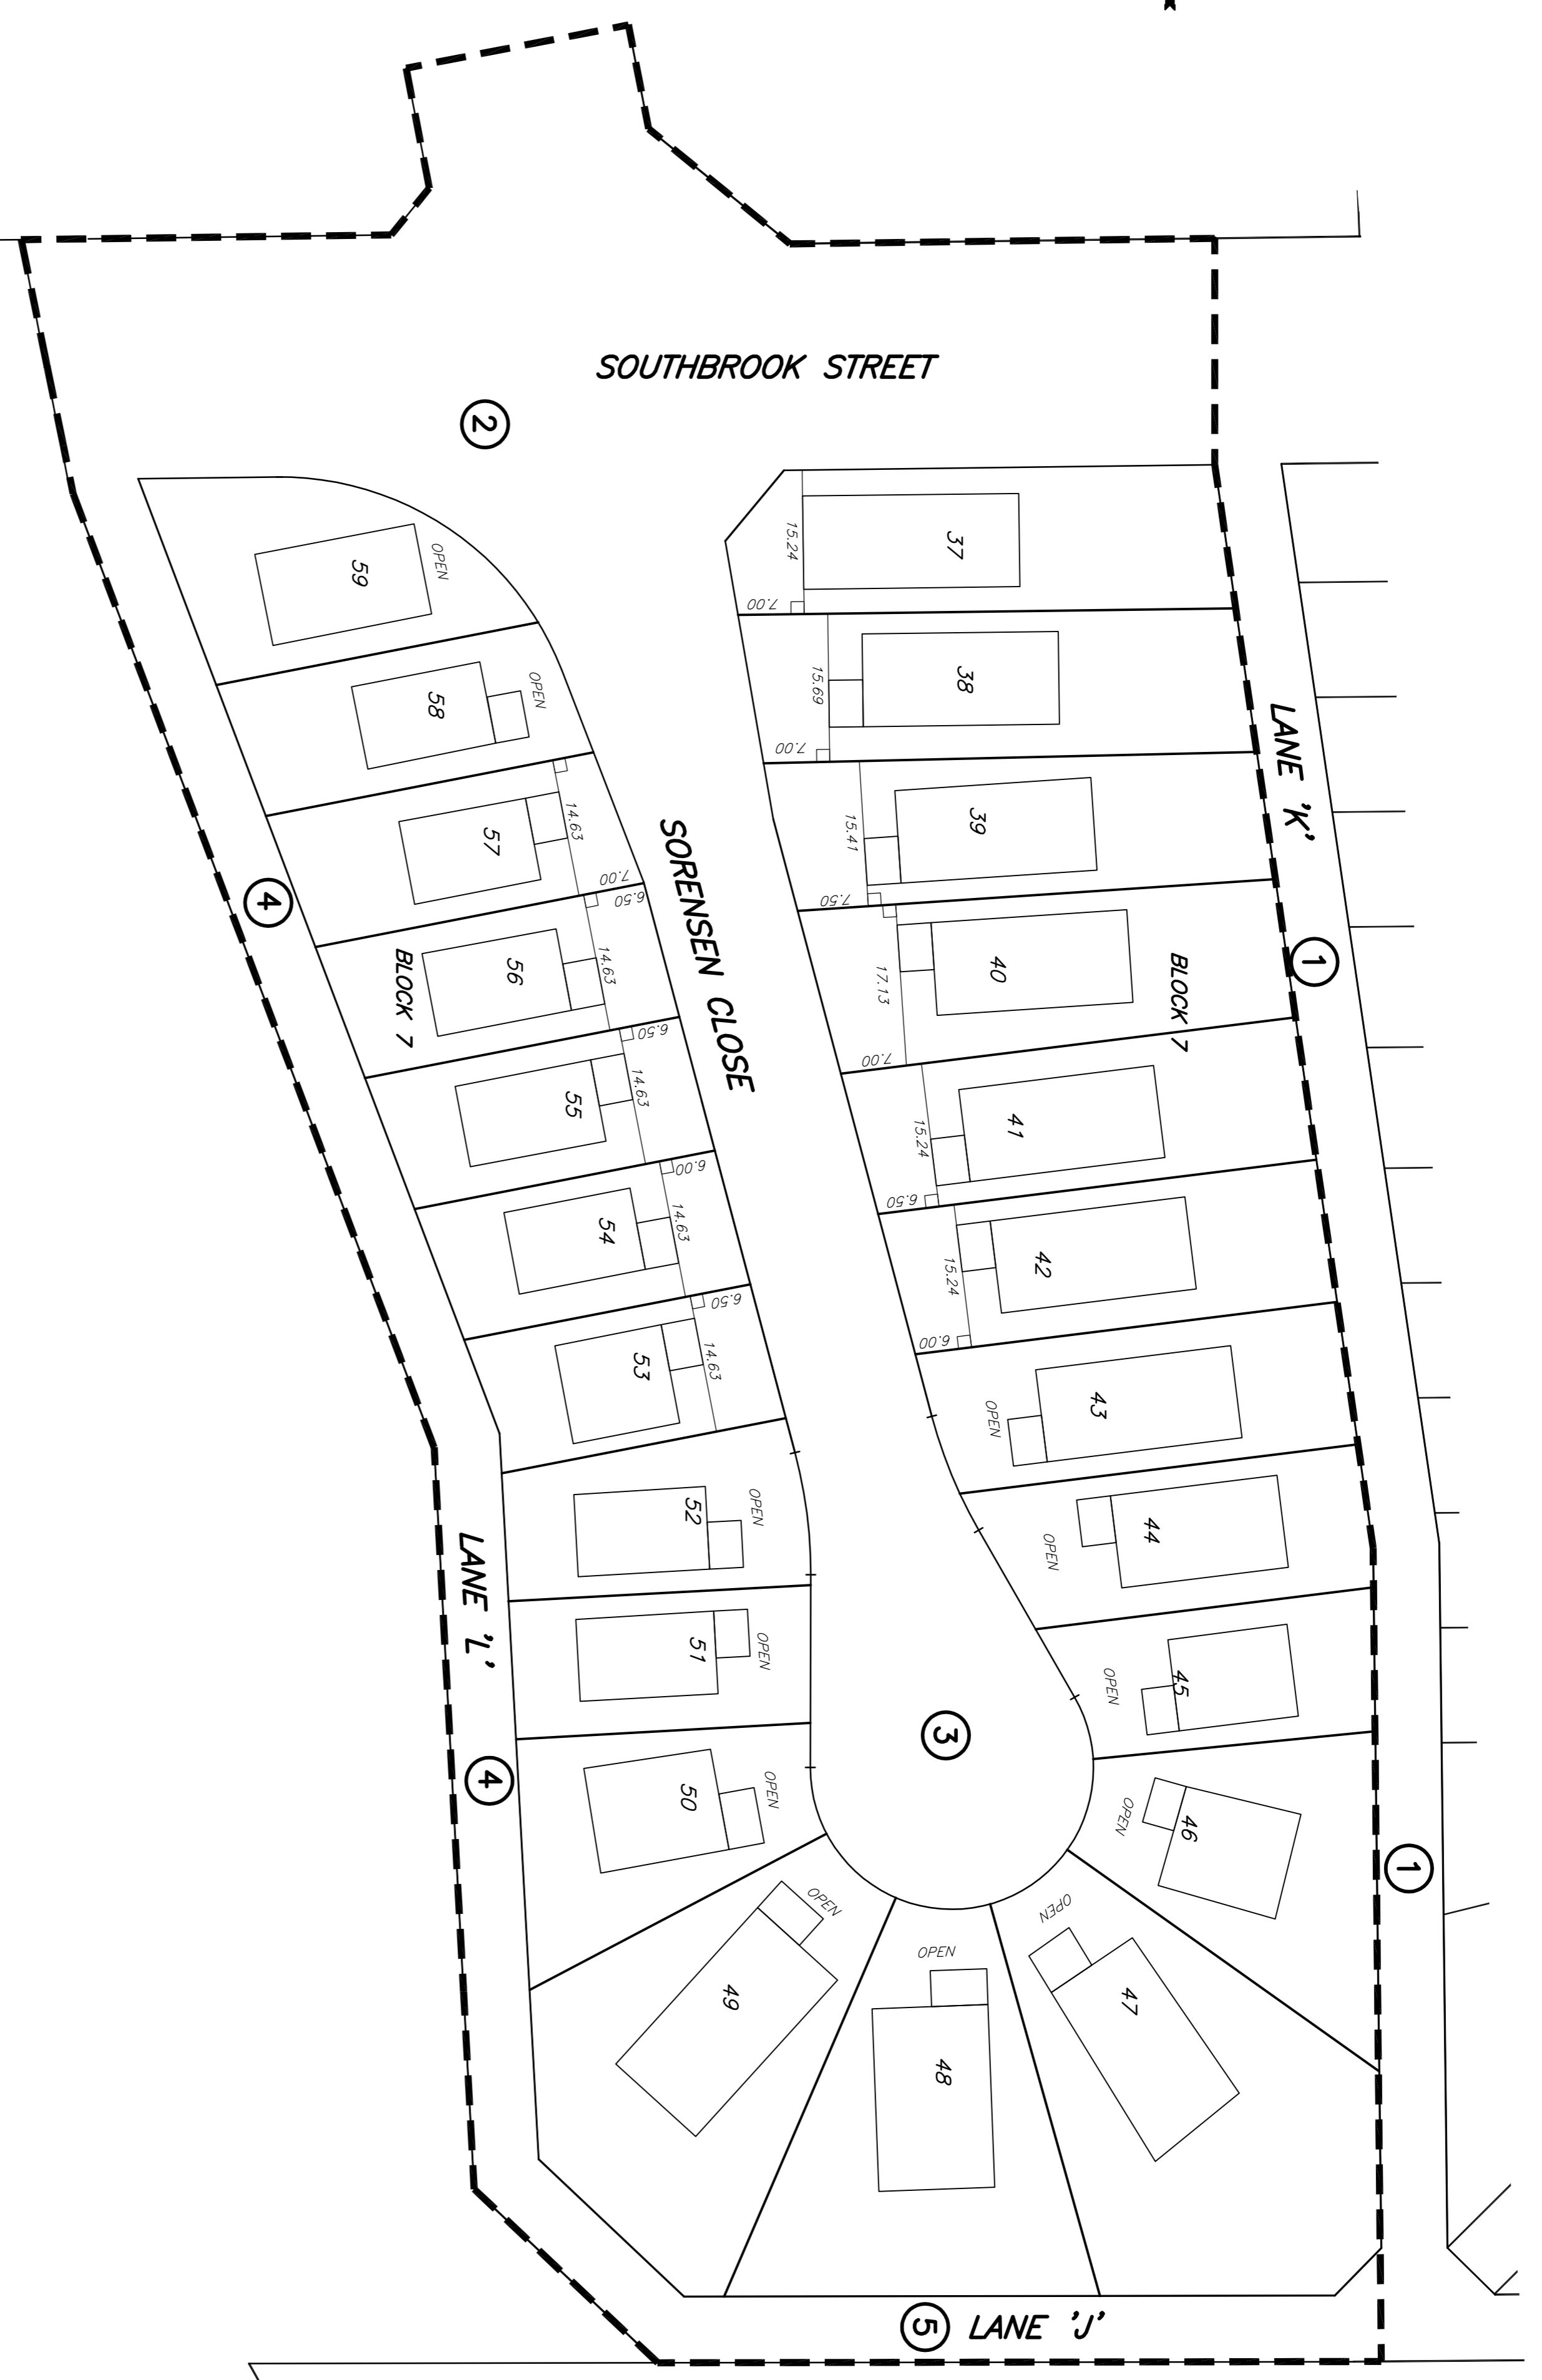 SOUTHBROOK STREET
2
37
15.24
7.00
38
15.69
7.00
LANE 'K'
39
15.41
7.50
40
17.13
7.00
BLOCK 7
1
41
15.24
6.50
42
15.24
6.00
43
OPEN
44
OPEN
45
OPEN
46
OPEN
1
47
OPEN
48
OPEN
49
OPEN
50
OPEN
51
OPEN
52
OPEN
53
14.63
6.50
54
14.63
6.00
55
14.63
6.50
56
14.63
6.50
57
14.63
7.00
58
OPEN
59
OPEN
SORENSEN CLOSE
BLOCK 7
4
3
LANE 'L'
4
5 LANE 'J'